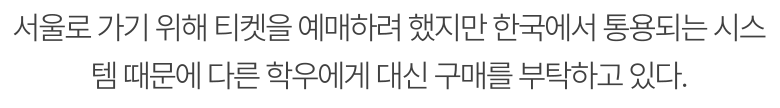 서울로 가기 위해 티켓을 예매하려 했지만 한국에서 통용되는 시스
템 때문에 다른 학우에게 대신 구매를 부탁하고 있다.